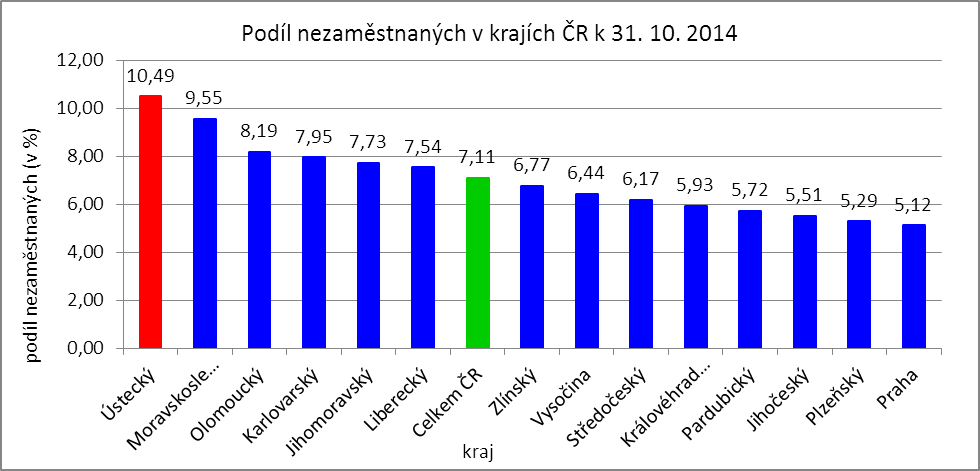 Podíl nezaměstnaných v krajích ČR k 31. 10. 2014
podíl nezaměstnaných (v %)
12,00
10,00
8,00
6,00
4,00
2,00
0,00
10,49
9,55
8,19
7,95
7,73
7,54
7,11
6,77
6,44
6,17
5,93
5,72
5,51
5,29
5,12
Ústecký
Moravskosle...
Olomoucký
Karlovarský
Jihomoravský
Liberecký
Celkem ČR
Zlínský
Vysočina
Středočeský
Královéhrad...
Pardubický
Jihočeský
Plzeňský
Praha
kraj